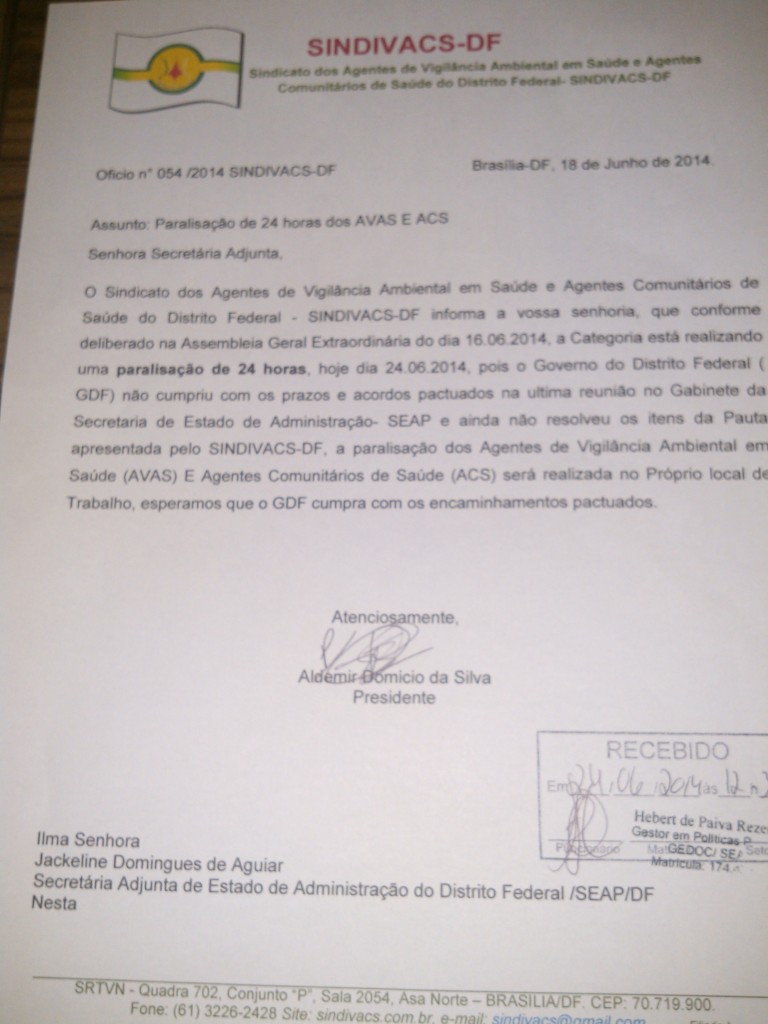 SINDIVACS-DF
Sindicato dos Agentes de Vigilância Ambiental em Saúde e Agentes
Comunitários de Saúde do Distrito Federal- SINDIVACS-DF
Oficio n° 054 /2014 SINDIVACS-DF
Brasília-DF, 18 de Junho de 2014.
Assunto: Paralisação de 24 horas dos AVAS E ACS
Senhora Secretária Adjunta,
O Sindicato dos Agentes de Vigilância Ambiental em Saúde e Agentes Comunitários de
Saúde do Distrito Federal - SINDIVACS-DF informa a vossa senhoria, que conforme
deliberado na Assembleia Geral Extraordinária do dia 16.06.2014, a Categoria está realizando
uma paralisação de 24 horas, hoje dia 24.06.2014, pois o Governo do Distrito Federal (
GDF) não cumpriu com os prazos e acordos pactuados na ultima reunião no Gabinete da
Secretaria de Estado de Administração- SEAP e ainda não resolveu os itens da Pauta
apresentada pelo SINDIVACS-DF, a paralisação dos Agentes de Vigilância Ambiental em
Saúde (AVAS) E Agentes Comunitários de Saúde (ACS) será realizada no Próprio local de
Trabalho, esperamos que o GDF cumpra com os encaminhamentos pactuados.
Atenciosamente,
Aldemir Domicio da Silva
Presidente
RECEBIDO
Em 24.06.2014 às 12 h
Hebert de Paiva Reze
Gestor em Políticas P
Funcionário
GEDOC/ SE
Matrícula: 174.
Ilma Senhora
Jackeline Domingues de Aguiar
Secretária Adjunta de Estado de Administração do Distrito Federal /SEAP/DF
Nesta
SRTVN - Quadra 702, Conjunto "P", Sala 2054, Asa Norte – BRASILIA/DF. CEP: 70.719.900.
Fone: (61) 3226-2428 Site: sindivacs.com.br, e-mail: sindivacs@gmail.com